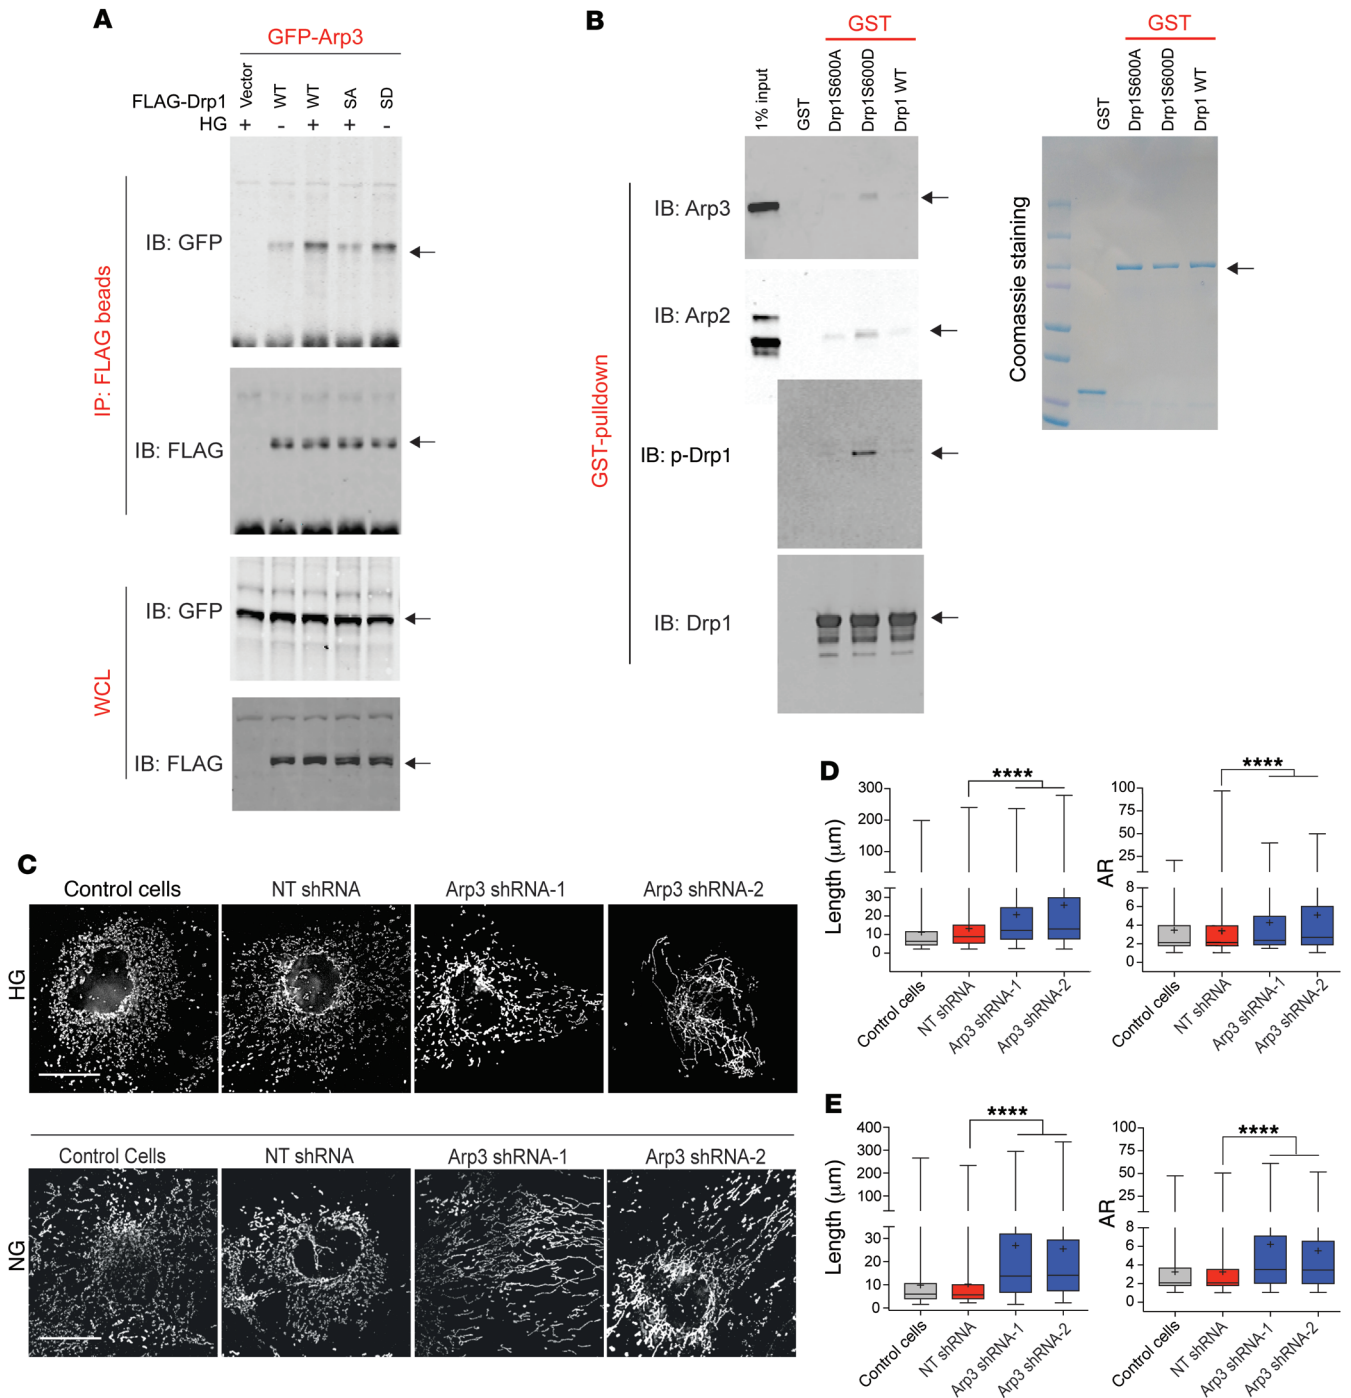 A
GFP-Arp3
FLAG-Drp1 Vector WT WT SA SD
HG + - + + -
IP: FLAG beads
IB: GFP
IB: FLAG
WCL
IB: GFP
IB: FLAG
B
GST
1% input GST Drp1S600A Drp1S600D Drp1 WT
GST-pulldown
IB: Arp3
IB: Arp2
IB: p-Drp1
IB: Drp1
GST
GST Drp1S600A Drp1S600D Drp1 WT
Coomassie staining
C
Control cells NT shRNA Arp3 shRNA-1 Arp3 shRNA-2
HG
Control Cells NT shRNA Arp3 shRNA-1 Arp3 shRNA-2
NG
D
****
Length (μm)
300
200
100
30
20
10
0
Control cells NT shRNA Arp3 shRNA-1 Arp3 shRNA-2
****
AR
100
75
50
25
8
6
4
2
0
Control cells NT shRNA Arp3 shRNA-1 Arp3 shRNA-2
E
****
Length (μm)
400
300
200
100
30
20
10
0
Control cells NT shRNA Arp3 shRNA-1 Arp3 shRNA-2
****
AR
100
75
50
25
8
6
4
2
0
Control cells NT shRNA Arp3 shRNA-1 Arp3 shRNA-2